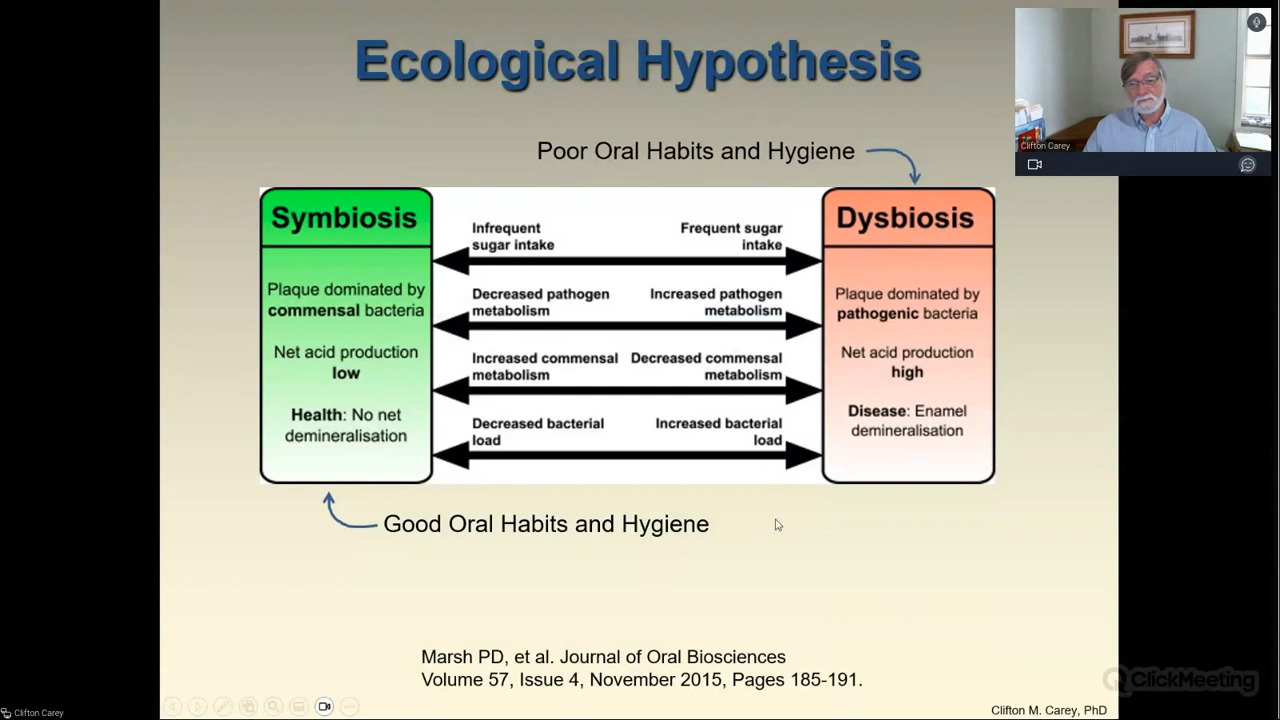 Ecological Hypothesis
Clifton Carey
Poor Oral Habits and Hygiene
Symbiosis
Plaque dominated by
commensal bacteria
Net acid production
low
Health: No net
demineralisation
Infrequent
sugar intake
Frequent sugar
intake
Decreased pathogen
metabolism
Increased pathogen
metabolism
Increased commensal
metabolism
Decreased commensal
metabolism
Decreased bacterial
load
Increased bacterial
load
Dysbiosis
Plaque dominated by
pathogenic bacteria
Net acid production
high
Disease: Enamel
demineralisation
Good Oral Habits and Hygiene
Marsh PD, et al. Journal of Oral Biosciences
Volume 57, Issue 4, November 2015, Pages 185-191.
ClickMeeting
Clifton Carey
Clifton M. Carey, PhD